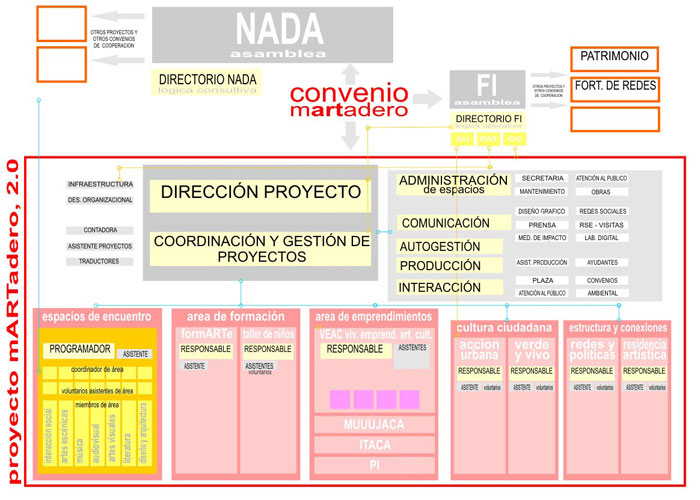 NADA
asamblea
OTROS PROYECTOS Y
OTROS CONVENIOS
DE COOPERACION
DIRECTORIO NADA
logica consultiva
convenio
martadero
FI
asamblea
DIRECTORIO FI
logica operativa
AU
PAT
GC
OTROS PROYECTOS Y
OTROS CONVENIOS
DE COOPERACION
PATRIMONIO
FORT. DE REDES
proyecto mARTadero, 2.0
INFRAESTRUCTURA
DES. ORGANIZACIONAL
CONTADORA
ASISTENTE PROYECTOS
TRADUCTORES
DIRECCIÓN PROYECTO
COORDINACIÓN Y GESTIÓN DE
PROYECTOS
ADMINISTRACIÓN
de espacios
COMUNICACIÓN
AUTOGESTIÓN
PRODUCCIÓN
INTERACCIÓN
SECRETARIA
ATENCIÓN AL PUBLICO
MANTENIMIENTO
OBRAS
DISEÑO GRAFICO
REDES SOCIALES
PRENSA
RSE - VISITAS
MED. DE IMPACTO
LAB. DIGITAL
ASIST. PRODUCCIÓN
AYUDANTES
PLAZA
CONVENIOS
ATENCIÓN AL PÚBLICO
AMBIENTAL
espacios de encuentro
PROGRAMADOR
ASISTENTE
coordinador de área
voluntarios asistentes de área
miembros de área
interacción social
artes escénicas
música
audiovisual
artes visuales
literatura
diseño y arquitectura
area de formación
formARTe
RESPONSABLE
ASISTENTE
taller de niños
RESPONSABLE
ASISTENTES
voluntarios
area de emprendimientos
VEAC viv. emprend. art. cult.
RESPONSABLE
ASISTENTES
MUUUJACA
ITACA
PI
cultura ciudadana
accion
urbana
RESPONSABLE
ASISTENTE
voluntarios
verde
y vivo
RESPONSABLE
ASISTENTE
voluntarios
estructura y conexiones
redes y
politicas
RESPONSABLE
ASISTENTE
voluntarios
residencia
artística
RESPONSABLE
ASISTENTE
voluntarios